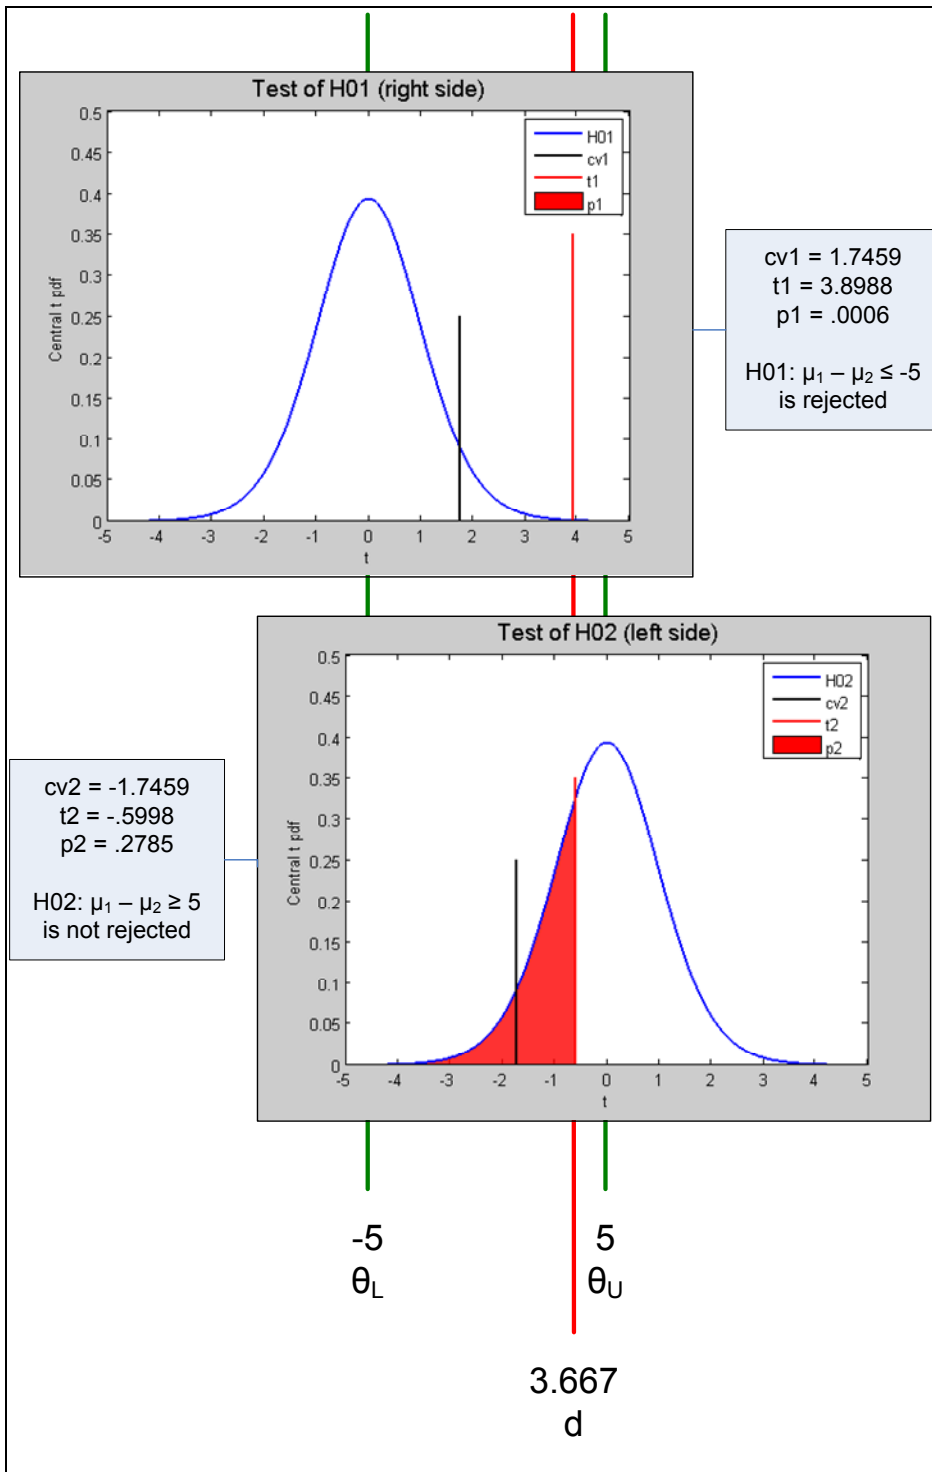 Test of H01 (right side)
0.5
0.45
0.4
0.35
0.3
0.25
0.2
0.15
0.1
0.05
0
Central t pdf
-5 -4 -3 -2 -1 0 1 2 3 4 5
t
H01
cv1
t1
p1
cv1 = 1.7459
t1 = 3.8988
p1 = .0006
H01: μ₁ – μ₂ ≤ -5
is rejected
Test of H02 (left side)
0.5
0.45
0.4
0.35
0.3
0.25
0.2
0.15
0.1
0.05
0
Central t pdf
-5 -4 -3 -2 -1 0 1 2 3 4 5
t
H02
cv2
t2
p2
cv2 = -1.7459
t2 = -.5998
p2 = .2785
H02: μ₁ – μ₂ ≥ 5
is not rejected
-5 5
θL θU
3.667
d